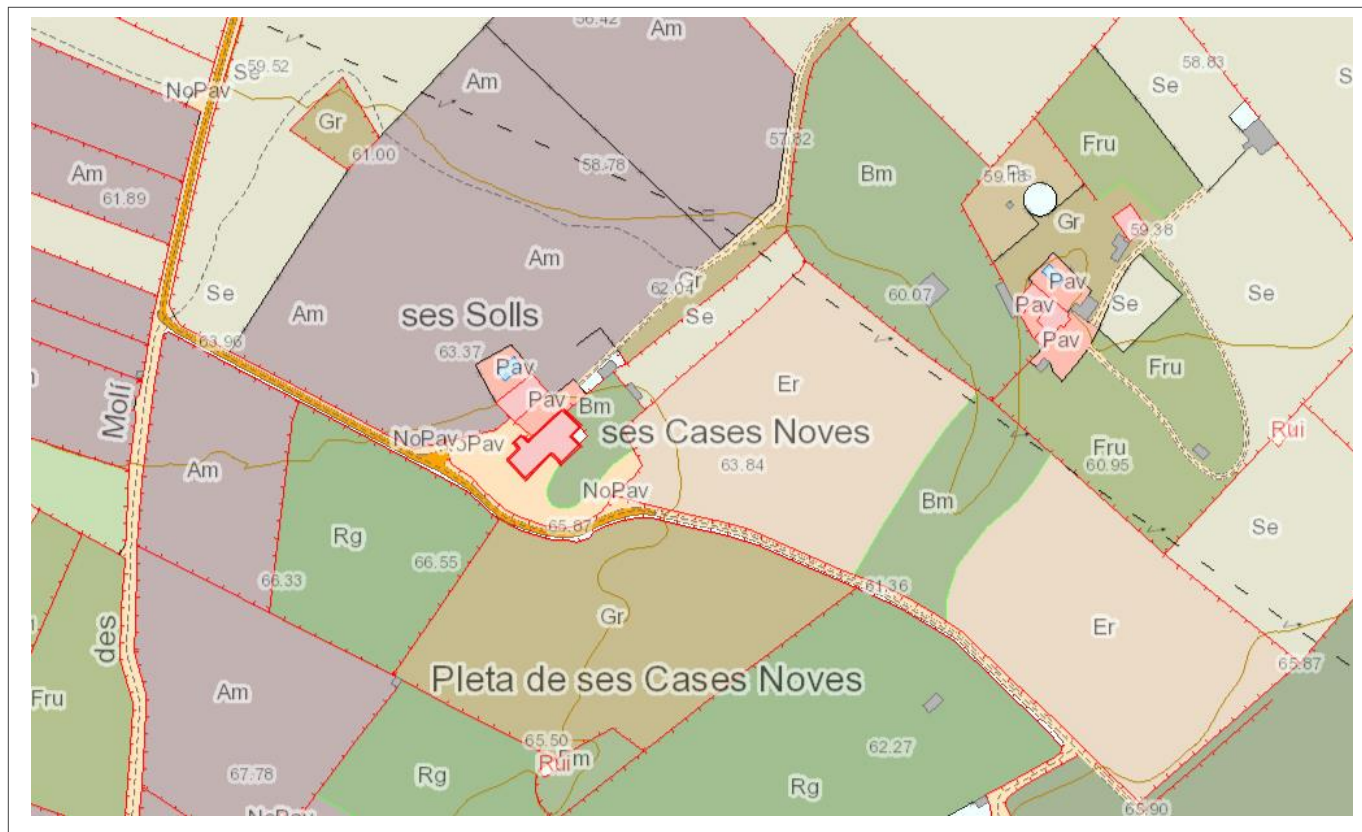 56.42
Am
59.52
Se
Am
58.83
Se
S
NoPav
Gr
61.00
58.78
57.82
Fru
Am
61.89
Bm
59.18
Gr
59.38
Am
Se
Am
Gr
62.04
60.07
Pav
Pav
Se
Se
ses Solls
Se
Pav
63.96
63.37
Pav
Er
Fru
Molí
Pav
Bm
NoPav
NoPav
ses Cases Noves
Rui
Am
63.84
Fru
60.95
NoPav
Bm
65.87
Se
Rg
66.55
66.33
61.36
Gr
Er
des
65.87
Pleta de ses Cases Noves
Fru
Am
65.50
Rui
62.27
67.78
Rg
Rg
NoPav
65.90